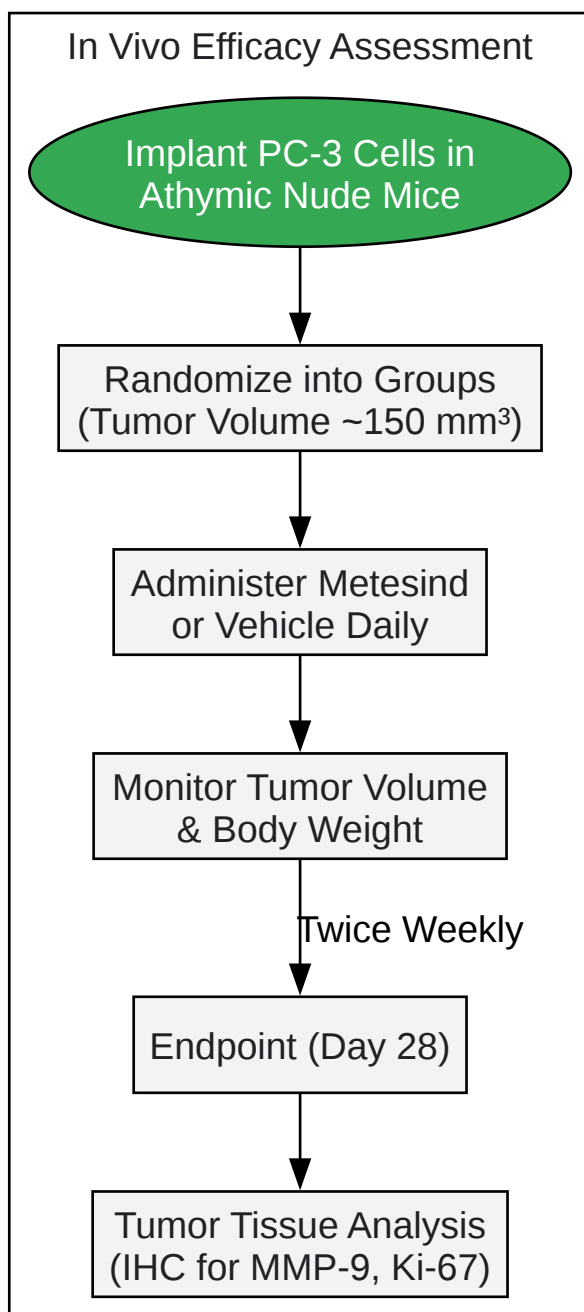 In Vivo Efficacy Assessment
Implant PC-3 Cells in
Athymic Nude Mice
Randomize into Groups
(Tumor Volume ~150 mm³)
Administer Metesind
or Vehicle Daily
Monitor Tumor Volume
& Body Weight
Twice Weekly
Endpoint (Day 28)
Tumor Tissue Analysis
(IHC for MMP-9, Ki-67)